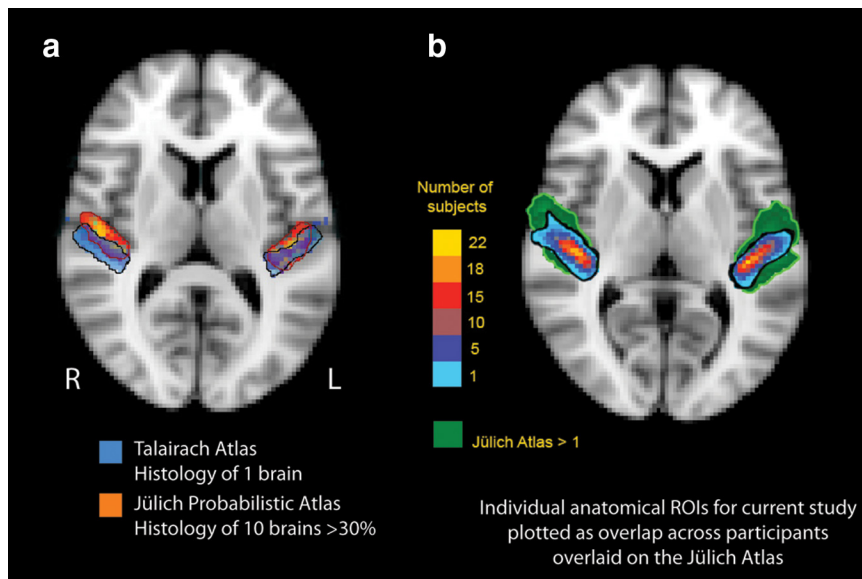 a
R
L
Talairach Atlas
Histology of 1 brain
Jülich Probabilistic Atlas
Histology of 10 brains >30%
b
Number of
subjects
22
18
15
10
5
1
Jülich Atlas > 1
Individual anatomical ROIs for current study
plotted as overlap across participants
overlaid on the Jülich Atlas